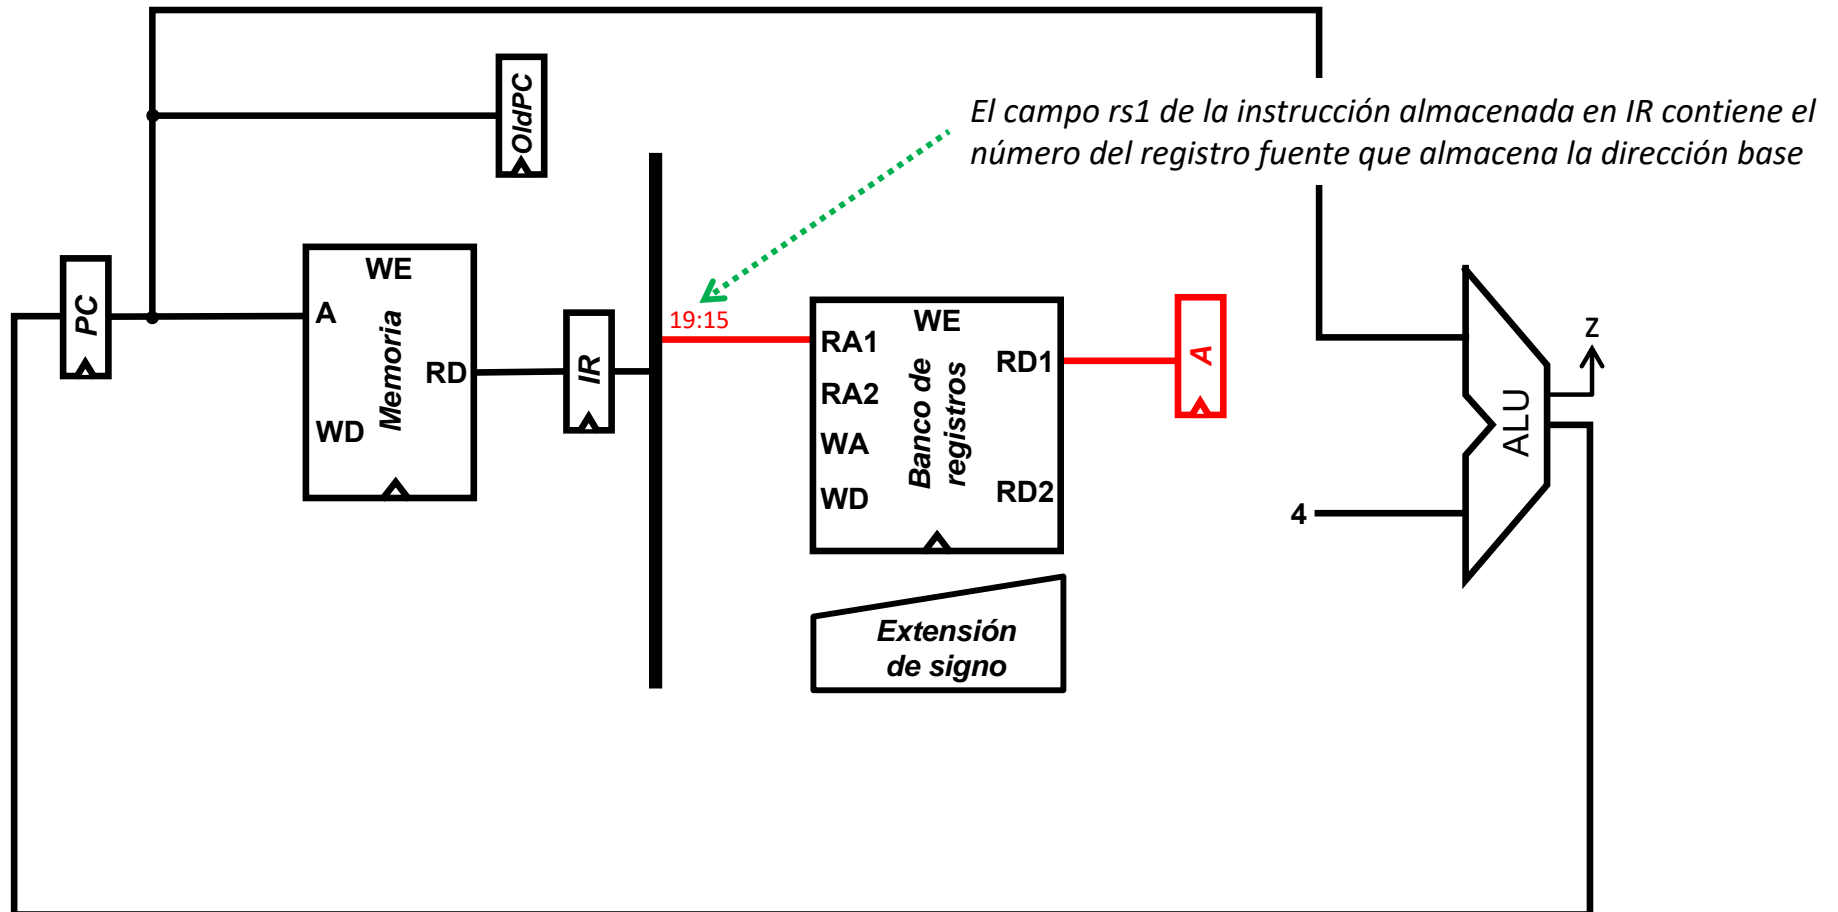 OldPC
El campo rs1 de la instrucción almacenada en IR contiene el
número del registro fuente que almacena la dirección base
PC
WE
A
Memoria
RD
WD
IR
19:15
WE
RA1
RD1
RA2
Banco de
registros
WA
WD
RD2
A
Z
ALU
4
Extensión
de signo